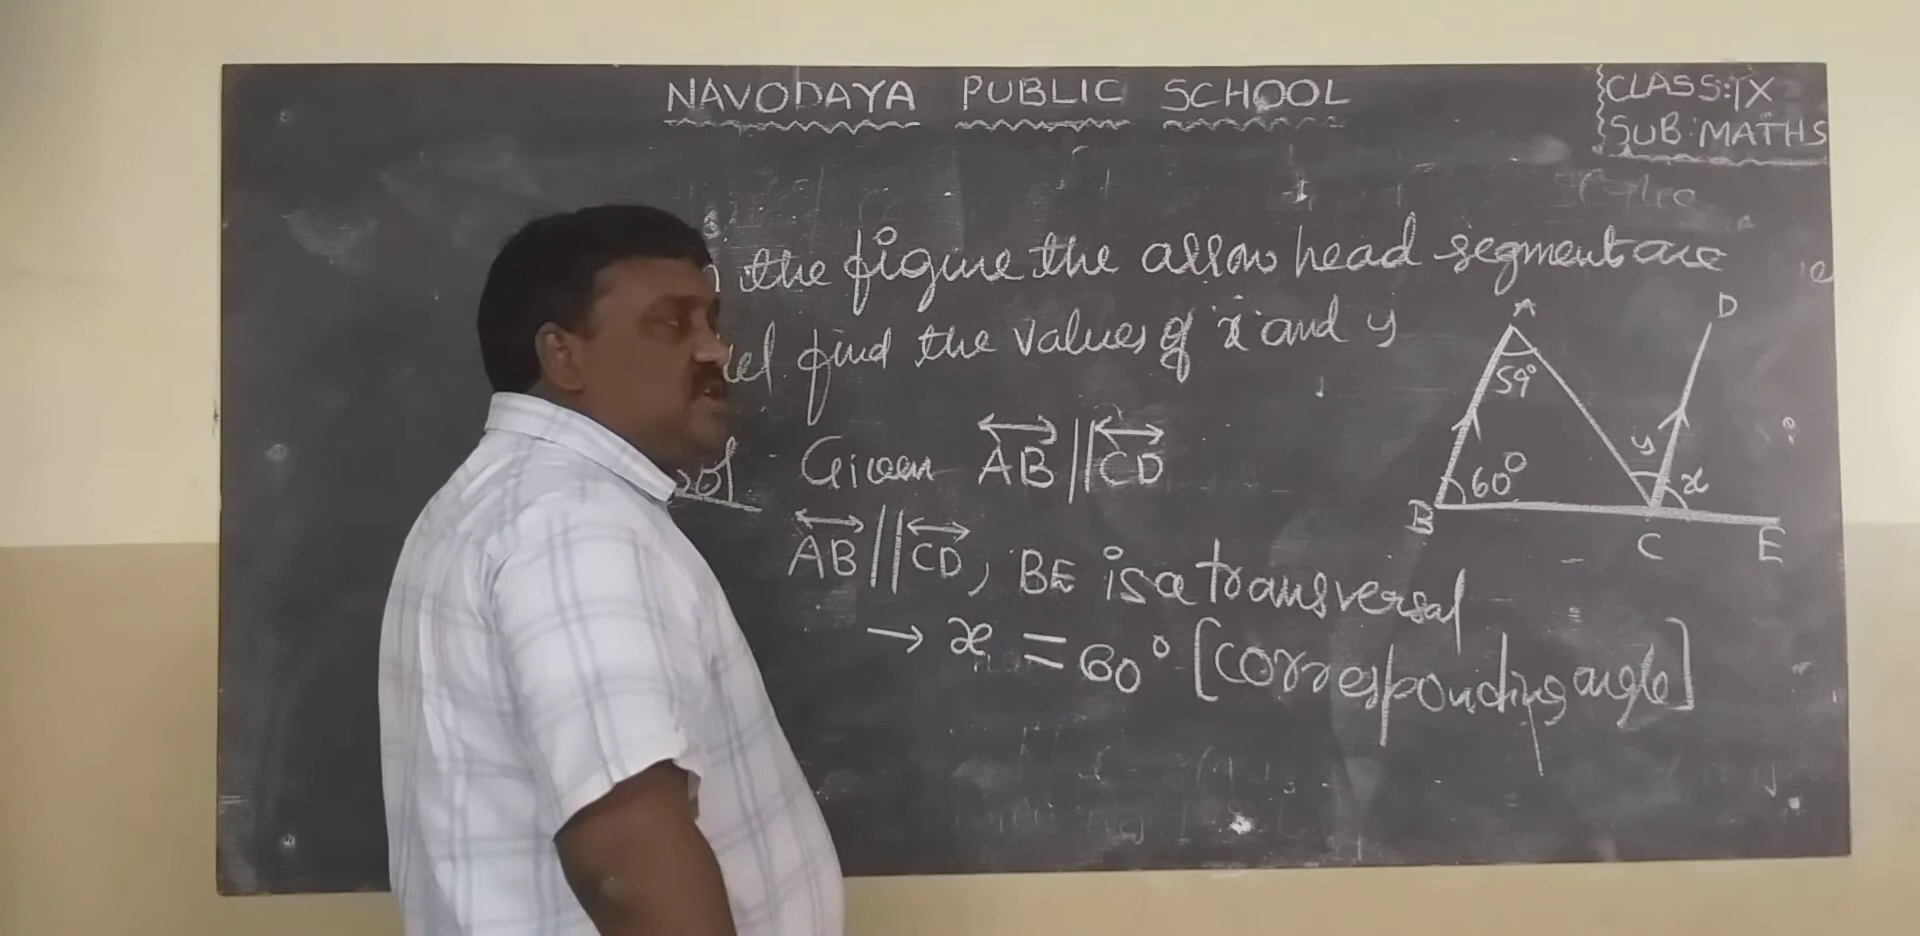 NAVODAYA PUBLIC SCHOOL
CLASS:IX
SUB:MATHS
the figure the arrow head segment are
find the values of x and y
Sol Given AB || CD
AB || CD, BE is a transversal
→ x = 60° [corresponding angle]
A
D
59°
y
60°
x
B
C
E